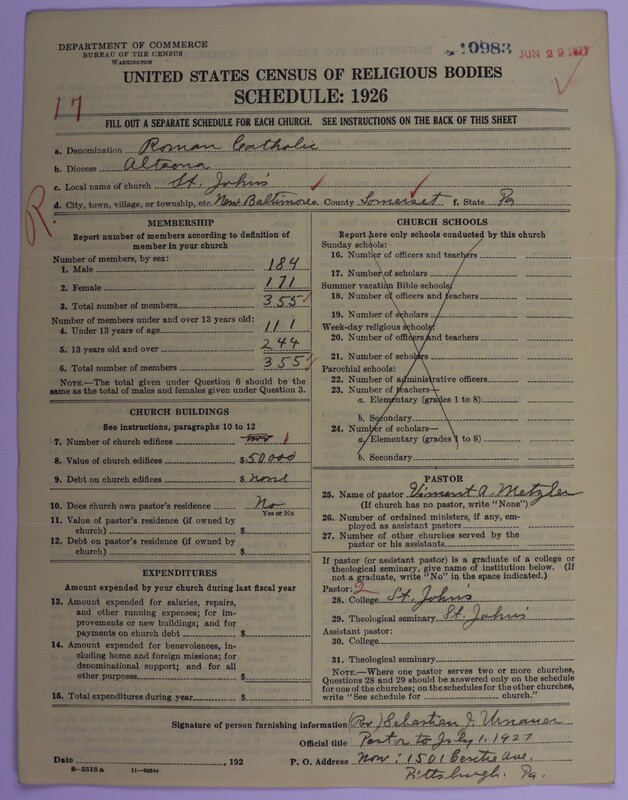 DEPARTMENT OF COMMERCE
BUREAU OF THE CENSUS
WASHINGTON
10983 JUN 29 1927
UNITED STATES CENSUS OF RELIGIOUS BODIES
SCHEDULE: 1926
17
FILL OUT A SEPARATE SCHEDULE FOR EACH CHURCH. SEE INSTRUCTIONS ON THE BACK OF THIS SHEET
a. Denomination Roman Catholic
b. Diocese Altoona
c. Local name of church St. John's
d. City, town, village, or township, etc. New Baltimore e. County Somerset f. State Pa
R.
MEMBERSHIP
Report number of members according to definition of
member in your church
Number of members, by sex:
1. Male 184
2. Female 171
3. Total number of members 355
Number of members under and over 13 years old:
4. Under 13 years of age 111
5. 13 years old and over 244
6. Total number of members 355
NOTE.—The total given under Question 6 should be
same as the total of males and females given under Question 3.
CHURCH BUILDINGS
See instructions, paragraphs 10 to 12
7. Number of church edifices 1
8. Value of church edifices $50000
9. Debt on church edifices $ none
10. Does church own pastor's residence No
Yes or No
11. Value of pastor's residence (if owned by
church) $
12. Debt on pastor's residence (if owned by
church) $
EXPENDITURES
Amount expended by your church during last fiscal year
13. Amount expended for salaries, repairs,
and other running expenses; for im-
provements or new buildings; and for
payments on church debt $
14. Amount expended for benevolences, in-
cluding home and foreign missions; for
denominational support; and for all
other purposes $
15. Total expenditures during year $
CHURCH SCHOOLS
Report here only schools conducted by this church
Sunday schools:
16. Number of officers and teachers
17. Number of scholars
Summer vacation Bible schools:
18. Number of officers and teachers
19. Number of scholars
Week-day religious schools:
20. Number of officers and teachers
21. Number of scholars
Parochial schools:
22. Number of administrative officers
23. Number of teachers—
a. Elementary (grades 1 to 8)
b. Secondary
24. Number of scholars—
a. Elementary (grades 1 to 8)
b. Secondary
PASTOR
25. Name of pastor Vincent A. Metzler
(If church has no pastor, write "None")
26. Number of ordained ministers, if any, em-
ployed as assistant pastors
27. Number of other churches served by the
pastor or his assistants
If pastor (or assistant pastor) is a graduate of a college or
theological seminary, give name of institution below. (If
not a graduate, write "No" in the space indicated.)
Pastor: 2
28. College St. John's
29. Theological seminary St. John's
Assistant pastor:
30. College
31. Theological seminary
NOTE.—Where one pastor serves two or more churches,
Questions 28 and 29 should be answered only on the schedule
for one of the churches; on the schedules for the other churches,
write "See schedule for church."
Signature of person furnishing information (Rev.) Sebastian J. Urnauer
Official title Pastor to July 1, 1927
Date , 192 P. O. Address Now: 1501 Centre Ave.
Pittsburgh, Pa.
8—5518a 11—9684a